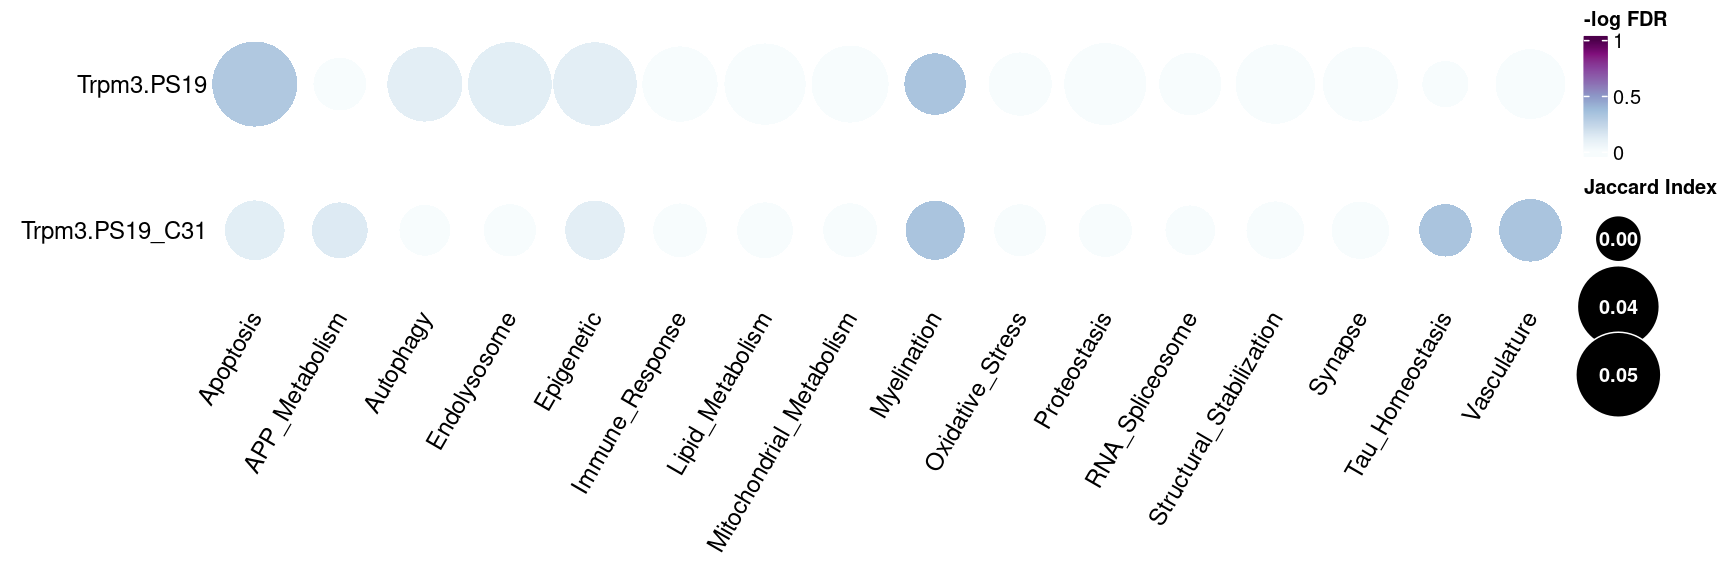 -log FDR
1
0.5
0
Trpm3.PS19
Trpm3.PS19_C31
Jaccard Index
0.00
0.04
0.05
Apoptosis
APP_Metabolism
Autophagy
Endolysosome
Epigenetic
Immune_Response
Lipid_Metabolism
Mitochondrial_Metabolism
Myelination
Oxidative_Stress
Proteostasis
RNA_Spliceosome
Structural_Stabilization
Synapse
Tau_Homeostasis
Vasculature